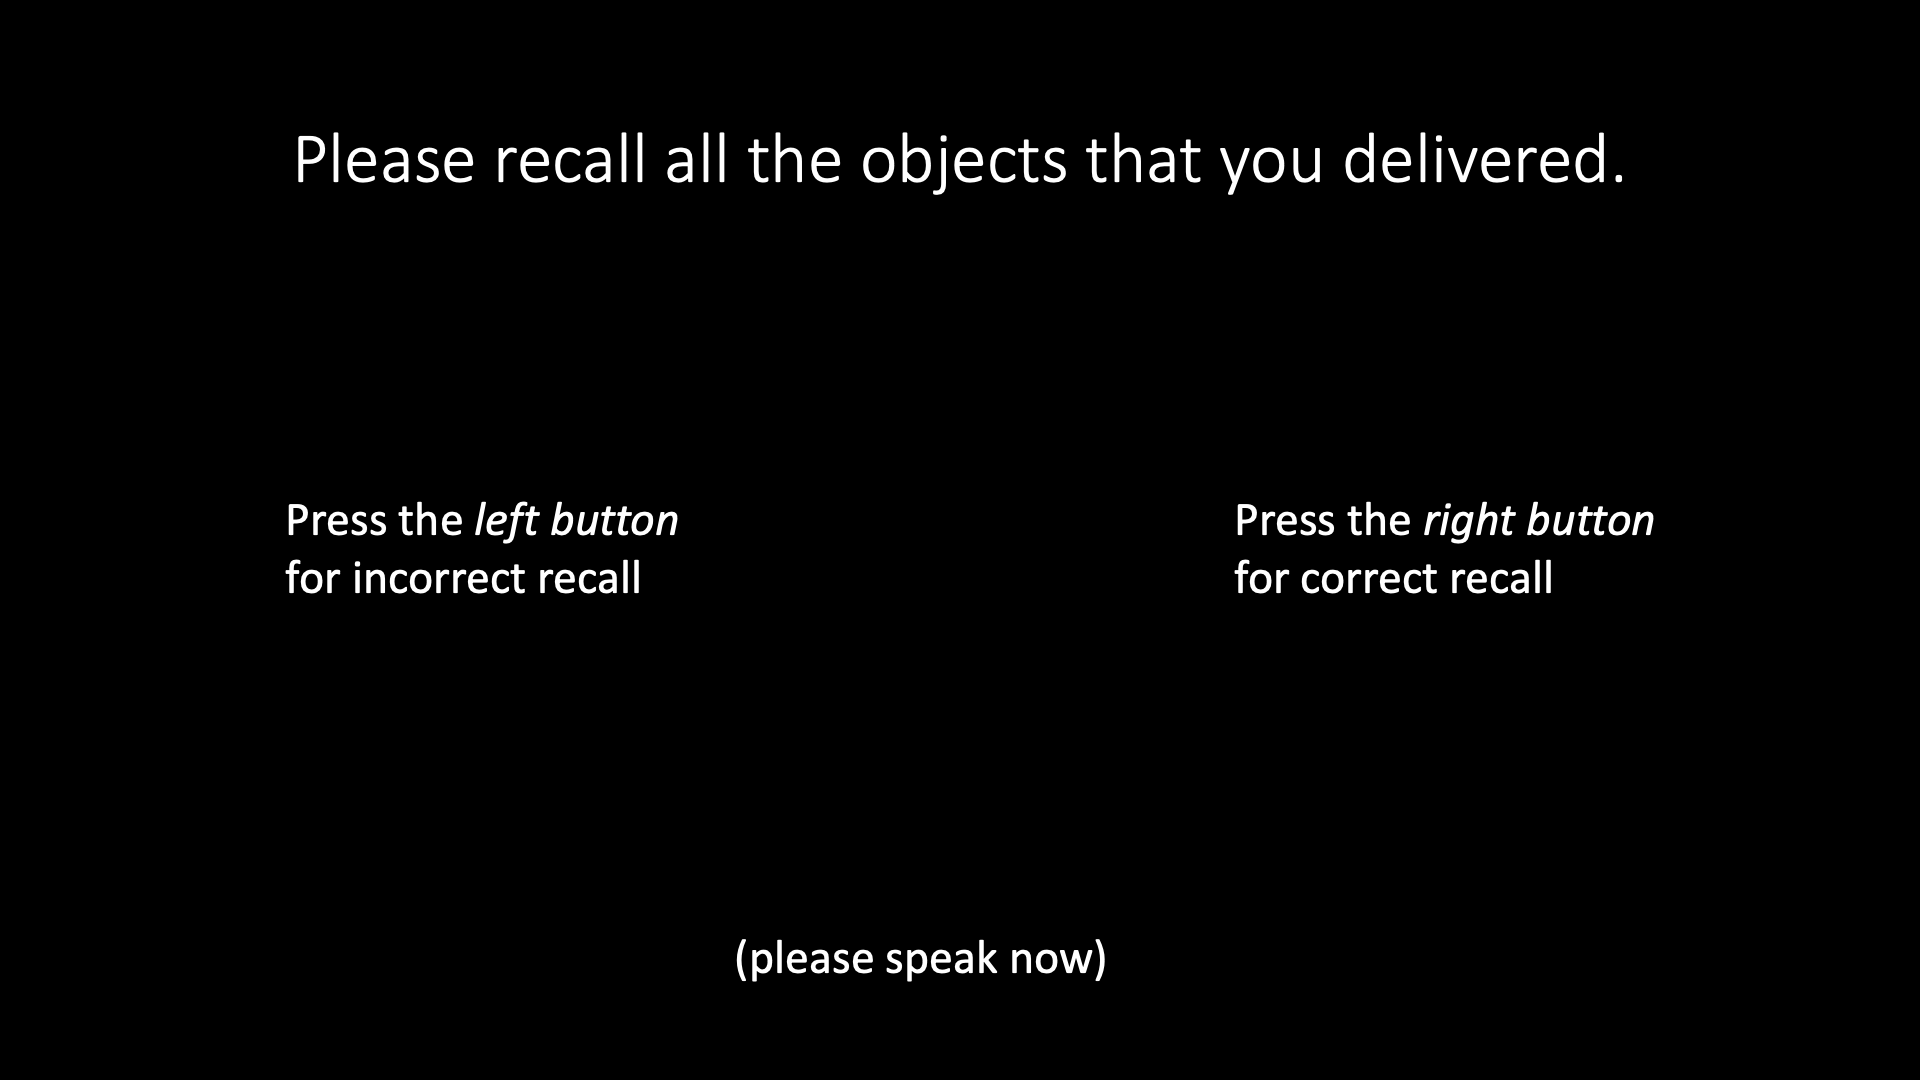 Please recall all the objects that you delivered.
Press the left button
for incorrect recall
Press the right button
for correct recall
(please speak now)